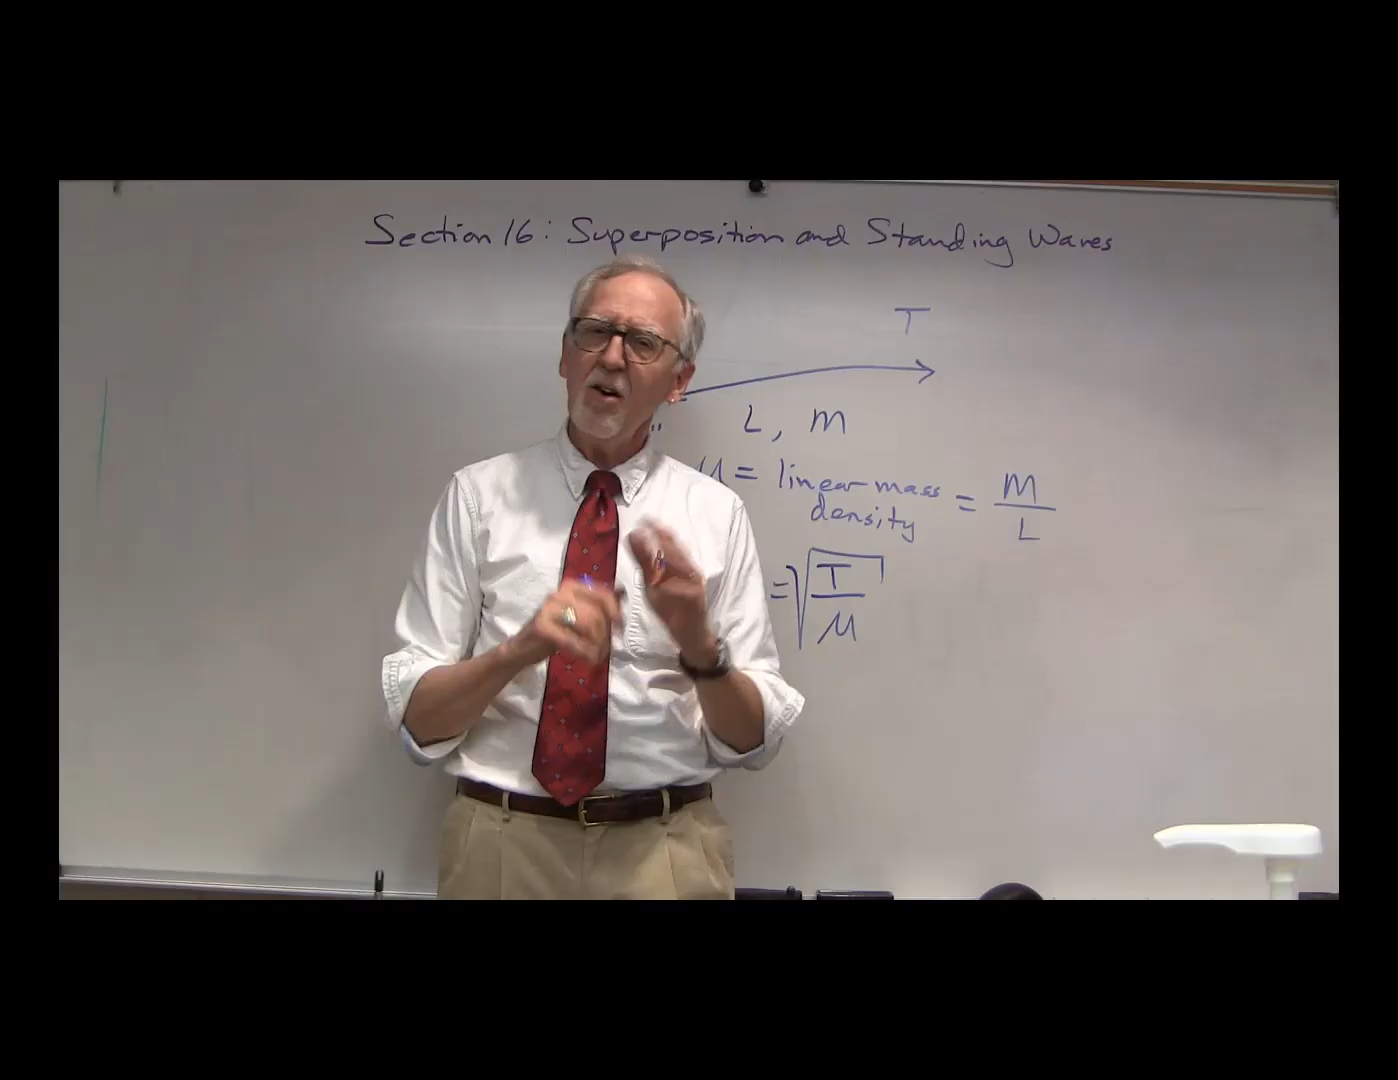 Section 16: Superposition and Standing Waves
T
L, m
μ = linear mass density = m/L
= √(T/μ)